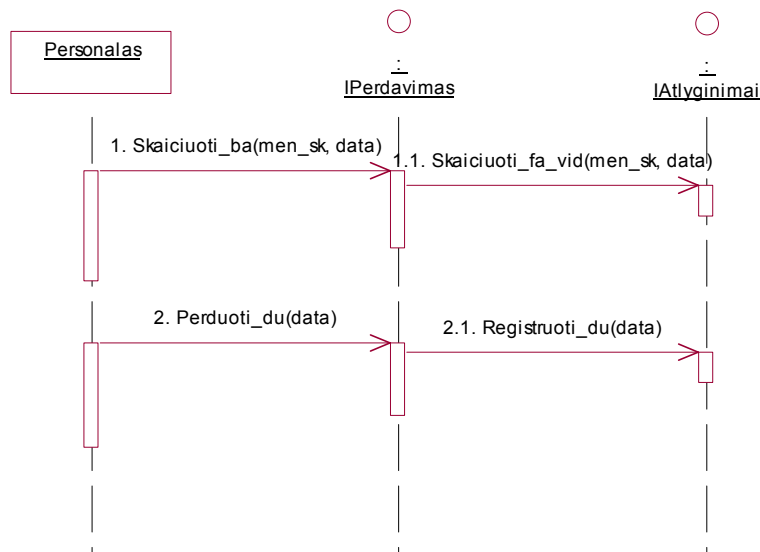 Personalas
:
IPerdavimas
:
IAtlyginimai
1. Skaiciuoti_ba(men_sk, data)
1.1. Skaiciuoti_fa_vid(men_sk, data)
2. Perduoti_du(data)
2.1. Registruoti_du(data)